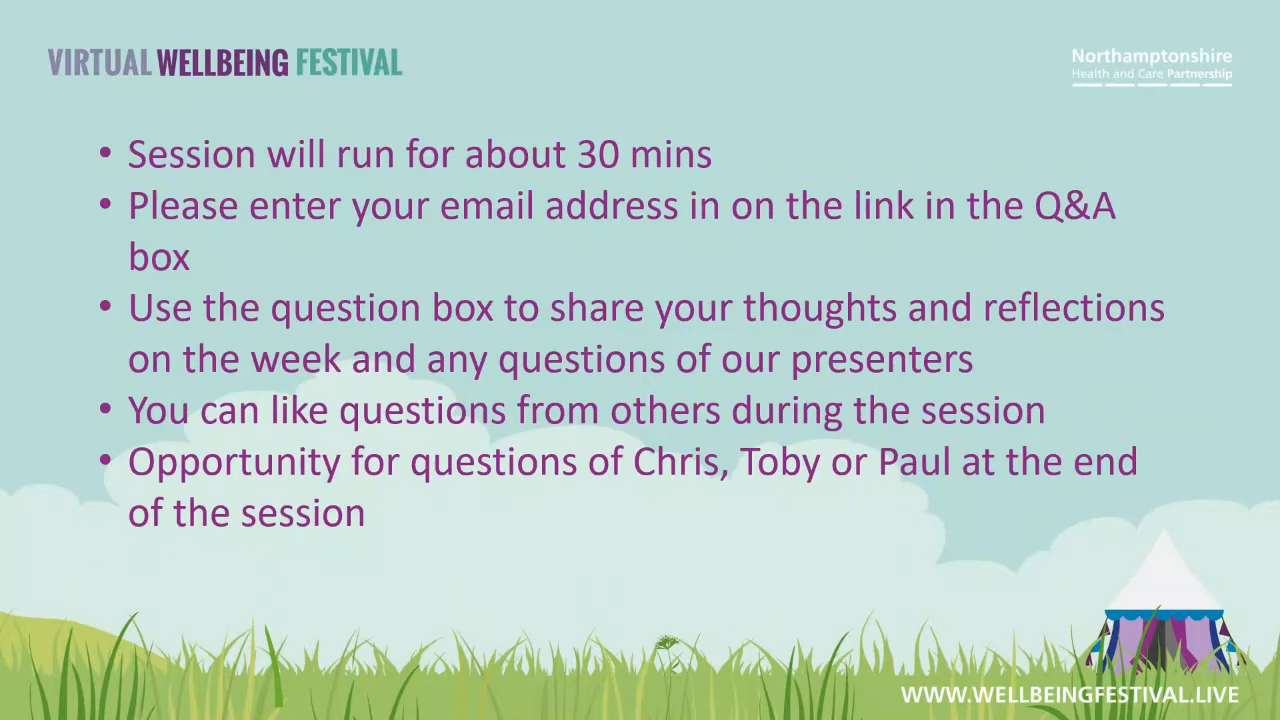 VIRTUAL WELLBEING FESTIVAL
Northamptonshire
Health and Care Partnership
• Session will run for about 30 mins
• Please enter your email address in on the link in the Q&A
box
• Use the question box to share your thoughts and reflections
on the week and any questions of our presenters
• You can like questions from others during the session
• Opportunity for questions of Chris, Toby or Paul at the end
of the session
WWW.WELLBEINGFESTIVAL.LIVE